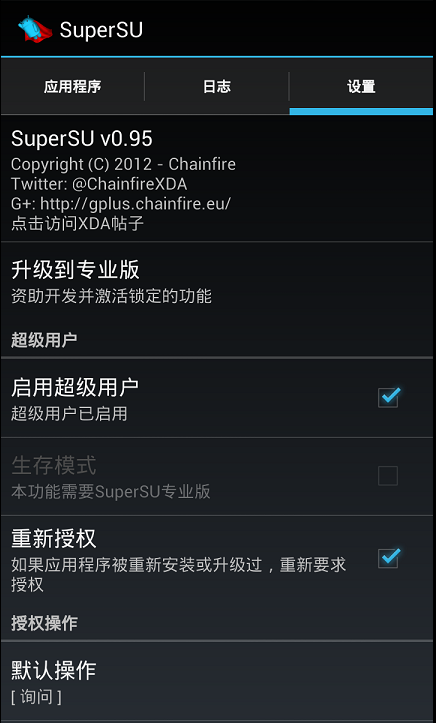 SuperSU
应用程序
日志
设置
SuperSU v0.95
Copyright (C) 2012 - Chainfire
Twitter: @ChainfireXDA
G+: http://gplus.chainfire.eu/
点击访问XDA帖子
升级到专业版
资助开发并激活锁定的功能
超级用户
启用超级用户
超级用户已启用
生存模式
本功能需要SuperSU专业版
重新授权
如果应用程序被重新安装或升级过，重新要求
授权
授权操作
默认操作
[ 询问 ]